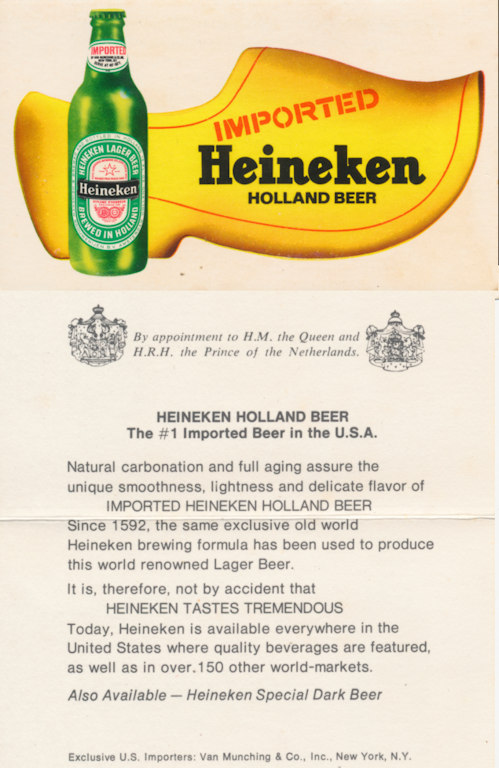 IMPORTED
HEINEKEN LAGER BEER
Heineken
BREWED IN HOLLAND
IMPORTED
Heineken
HOLLAND BEER
By appointment to H.M. the Queen and
H.R.H. the Prince of the Netherlands.
HEINEKEN HOLLAND BEER
The #1 Imported Beer in the U.S.A.
Natural carbonation and full aging assure the
unique smoothness, lightness and delicate flavor of
IMPORTED HEINEKEN HOLLAND BEER
Since 1592, the same exclusive old world
Heineken brewing formula has been used to produce
this world renowned Lager Beer.
It is, therefore, not by accident that
HEINEKEN TASTES TREMENDOUS
Today, Heineken is available everywhere in the
United States where quality beverages are featured,
as well as in over.150 other world-markets.
Also Available — Heineken Special Dark Beer
Exclusive U.S. Importers: Van Munching & Co., Inc., New York, N.Y.